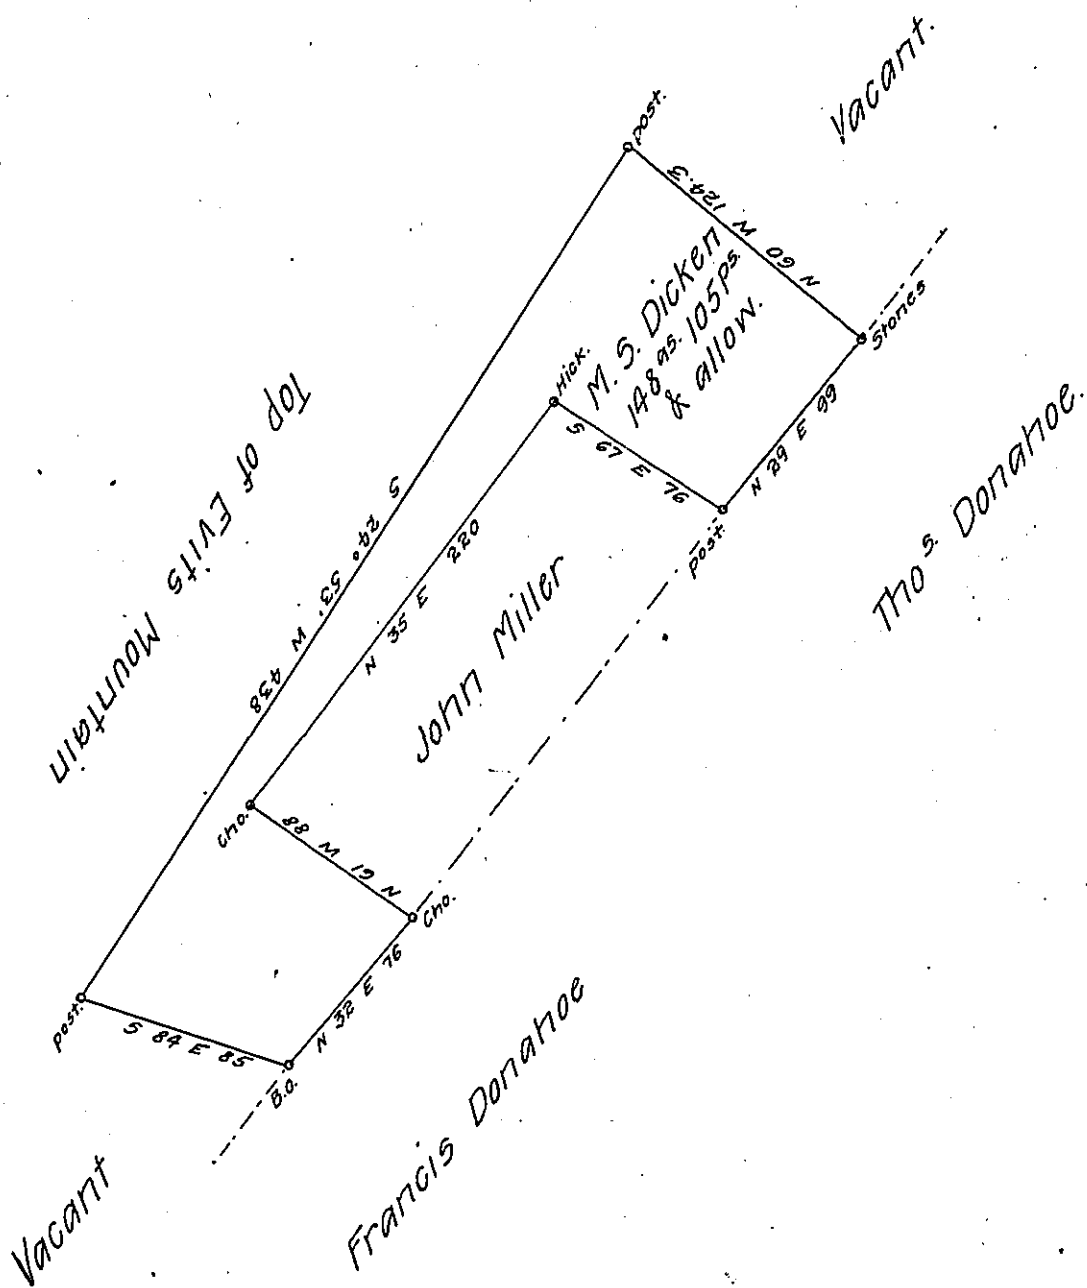 Vacant.
post.
N 60 W 124.3
M. S. Dicken
148 as. 105 Ps.
& allow.
Stones
Hick.
S 67 E 76
N 29 E 99
post.
Top of Evits Mountain
S 24° 53' W 438
N 35 E 220
John Miller
Thos. Donahoe.
Cho.
N 61 W 88
Cho.
N 32 E 76
post.
S 84 E 85
B.O.
Francis Donahoe
Vacant